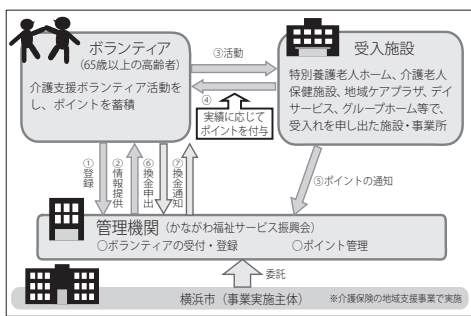 ボランティア
(65歳以上の高齢者)
介護支援ボランティア活動を
し、ポイントを蓄積
③活動
④
実績に応じて
ポイントを付与
受入施設
特別養護老人ホーム、介護老人
保健施設、地域ケアプラザ、デイ
サービス、グループホーム等で、
受入れを申し出た施設・事業所
①登録
②情報提供
⑥換金申出
⑦換金通知
⑤ポイントの通知
管理機関(かながわ福祉サービス振興会)
○ボランティアの受付・登録 ○ポイント管理
委託
横浜市(事業実施主体) ※介護保険の地域支援事業で実施